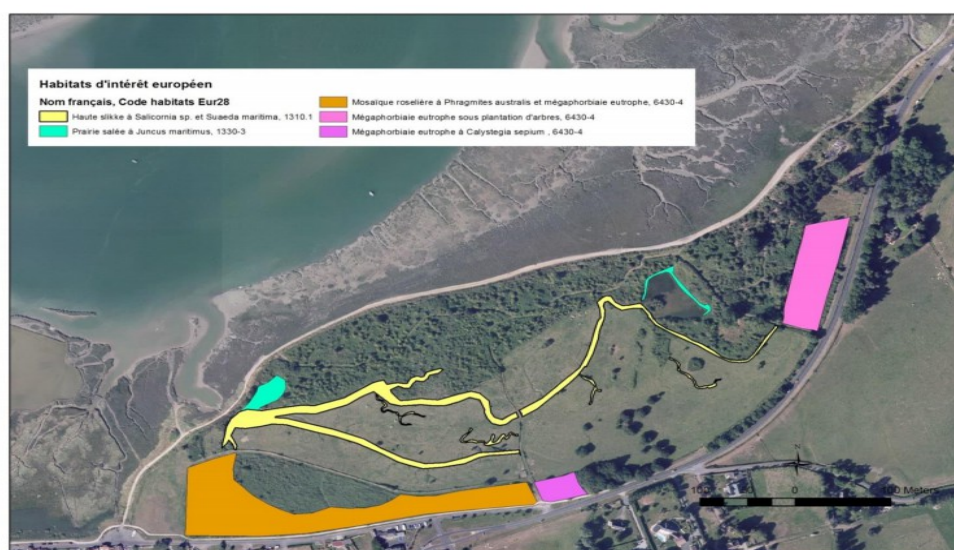 Habitats d'intérêt européen
Nom français, Code habitats Eur28
Haute slikke à Salicornia sp. et Suaeda maritima, 1310.1
Prairie salée à Juncus maritimus, 1330-3
Mosaïque roselière à Phragmites australis et mégaphorbiaie eutrophe, 6430-4
Mégaphorbiaie eutrophe sous plantation d'arbres, 6430-4
Mégaphorbiaie eutrophe à Calystegia sepium , 6430-4
N
100 0 100 Meters